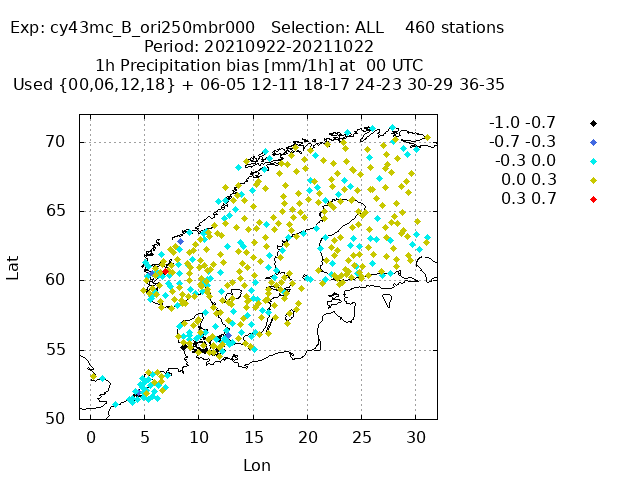 Exp: cy43mc_B_ori250mbr000   Selection: ALL    460 stations
Period: 20210922-20211022
1h Precipitation bias [mm/1h] at  00 UTC
Used {00,06,12,18} + 06-05 12-11 18-17 24-23 30-29 36-35
-1.0 -0.7
-0.7 -0.3
-0.3 0.0
0.0 0.3
0.3 0.7
70
65
60
55
50
Lat
0 5 10 15 20 25 30
Lon